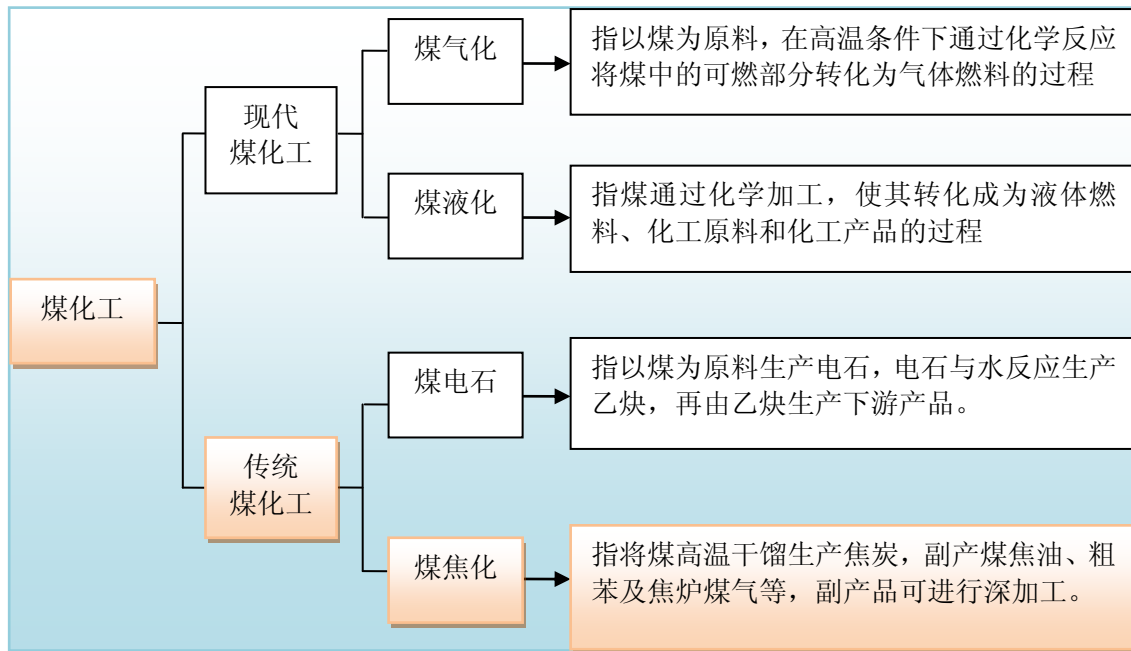 煤化工
现代
煤化工
煤气化
指以煤为原料，在高温条件下通过化学反应
将煤中的可燃部分转化为气体燃料的过程
煤液化
指煤通过化学加工，使其转化成为液体燃
料、化工原料和化工产品的过程
传统
煤化工
煤电石
指以煤为原料生产电石，电石与水反应生产
乙炔，再由乙炔生产下游产品。
煤焦化
指将煤高温干馏生产焦炭，副产煤焦油、粗
苯及焦炉煤气等，副产品可进行深加工。